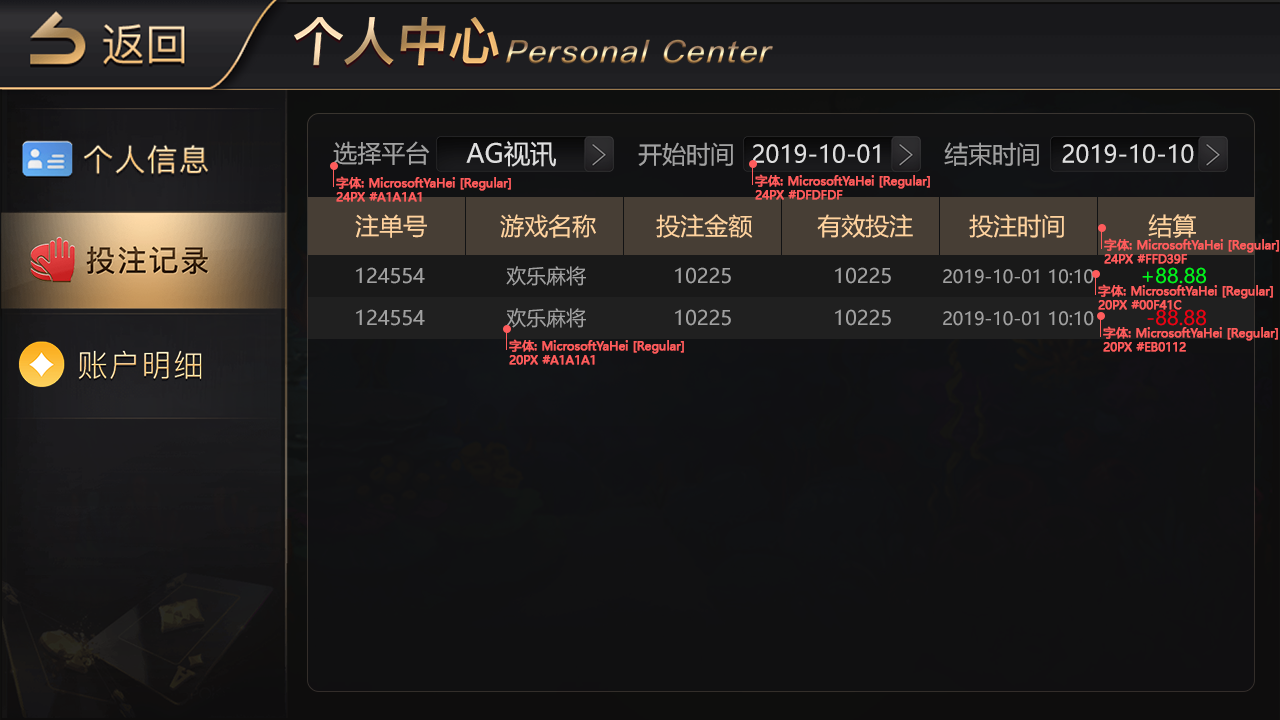 返回
个人中心 Personal Center
个人信息
投注记录
账户明细
选择平台 AG视讯 开始时间 2019-10-01 结束时间 2019-10-10
字体: MicrosoftYaHei [Regular]
24PX #A1A1A1
字体: MicrosoftYaHei [Regular]
24PX #DFDFDF
注单号 游戏名称 投注金额 有效投注 投注时间 结算
字体: MicrosoftYaHei [Regular]
24PX #FFD39F
124554 欢乐麻将 10225 10225 2019-10-01 10:10 +88.88
字体: MicrosoftYaHei [Regular]
20PX #00F41C
124554 欢乐麻将 10225 10225 2019-10-01 10:10 -88.88
字体: MicrosoftYaHei [Regular]
20PX #EB0112
字体: MicrosoftYaHei [Regular]
20PX #A1A1A1